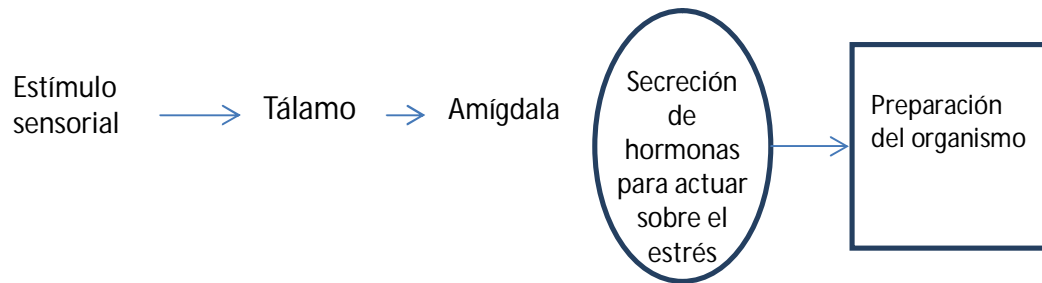 Estímulo
sensorial
Tálamo
Amígdala
Secreción
de
hormonas
para actuar
sobre el
estrés
Preparación
del organismo